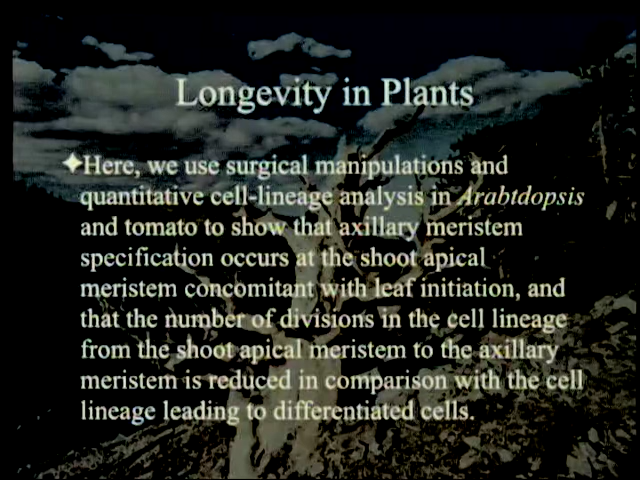 Longevity in Plants
Here, we use surgical manipulations and
quantitative cell-lineage analysis in Arabtdopsis
and tomato to show that axillary meristem
specification occurs at the shoot apical
meristem concomitant with leaf initiation, and
that the number of divisions in the cell lineage
from the shoot apical meristem to the axillary
meristem is reduced in comparison with the cell
lineage leading to differentiated cells.